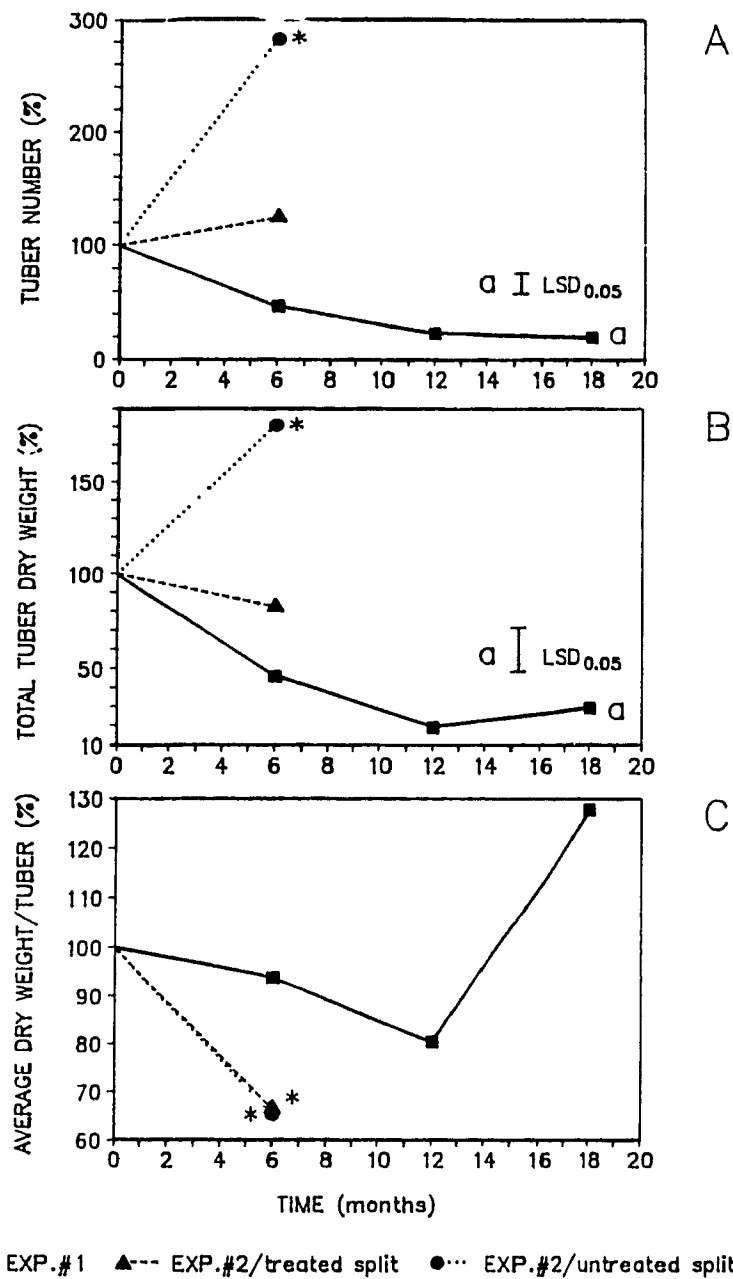 A
TUBER NUMBER (%)
300
200
100
0
a LSD0.05
a
*
0 2 4 6 8 10 12 14 16 18 20
B
TOTAL TUBER DRY WEIGHT (%)
150
100
50
10
a LSD0.05
a
*
0 2 4 6 8 10 12 14 16 18 20
C
AVERAGE DRY WEIGHT/TUBER (%)
130
120
110
100
90
80
70
60
* *
0 2 4 6 8 10 12 14 16 18 20
TIME (months)
EXP.#1 EXP.#2/treated split EXP.#2/untreated split